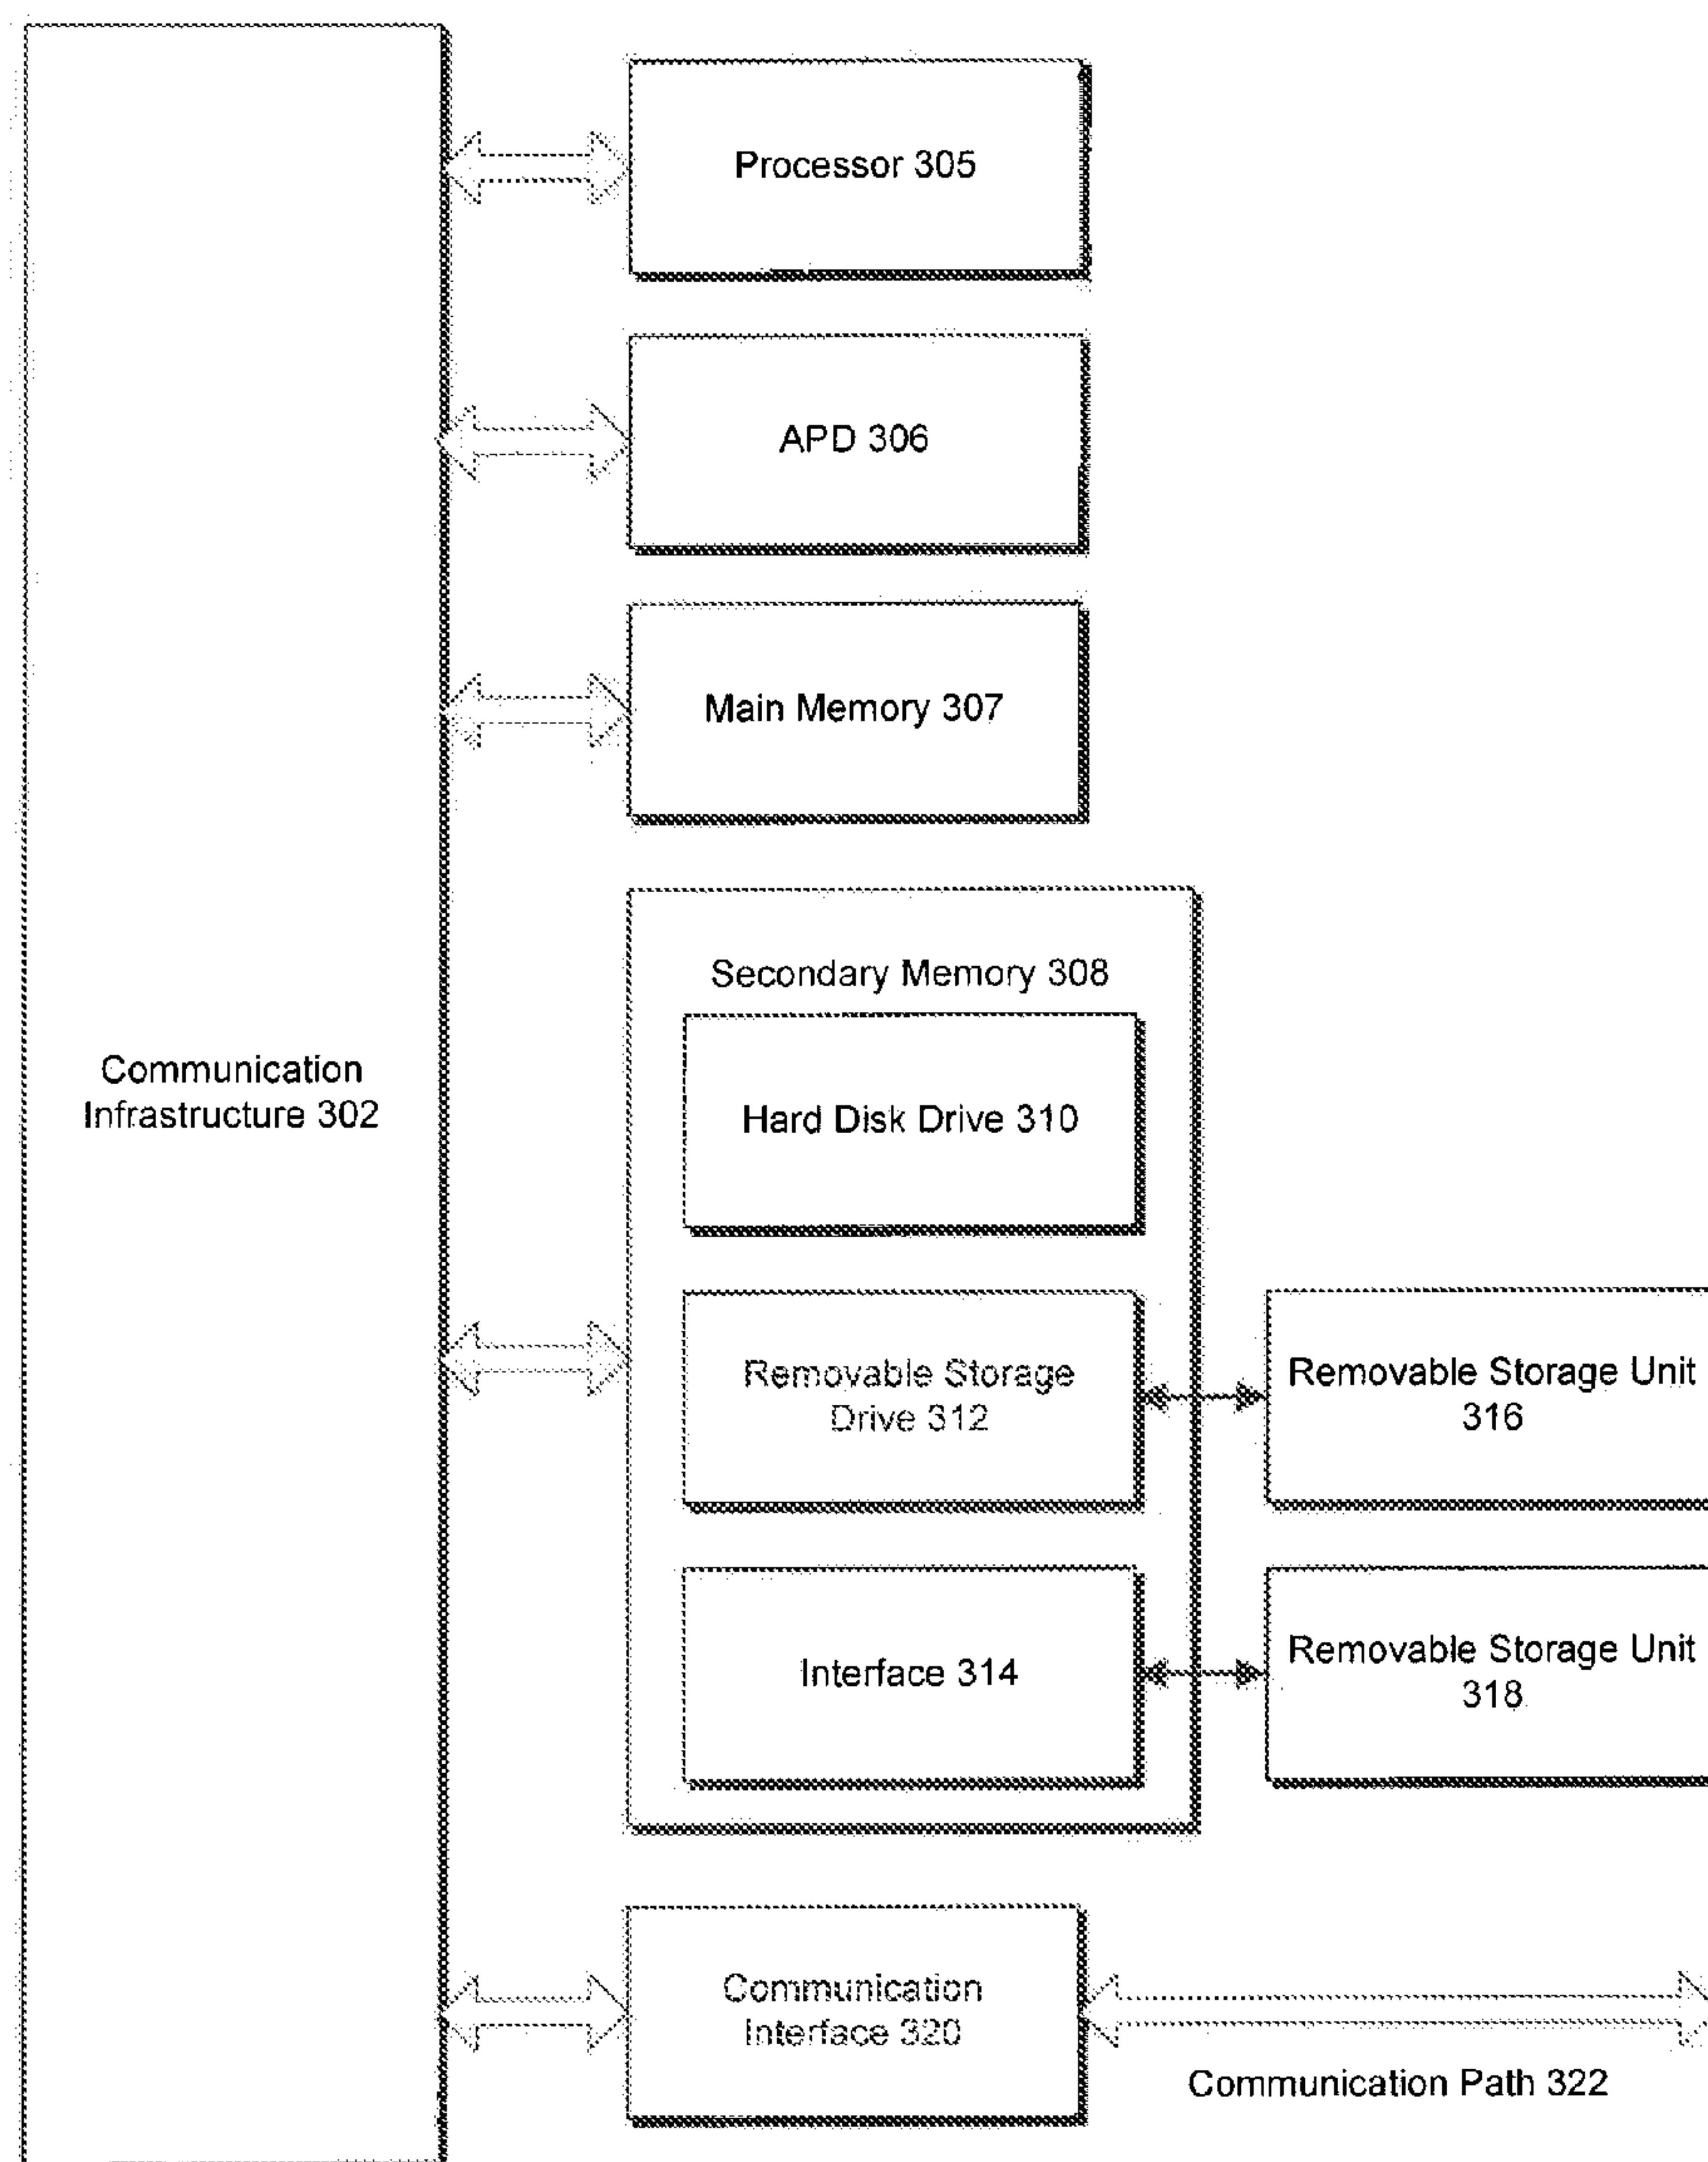 Processor 305
APD 306
Main Memory 307
Secondary Memory 308
Communication
Infrastructure 302
Hard Disk Drive 310
Removable Storage
Drive 312
Removable Storage Unit
316
Interface 314
Removable Storage Unit
318
Communication
Interface 320
Communication Path 322